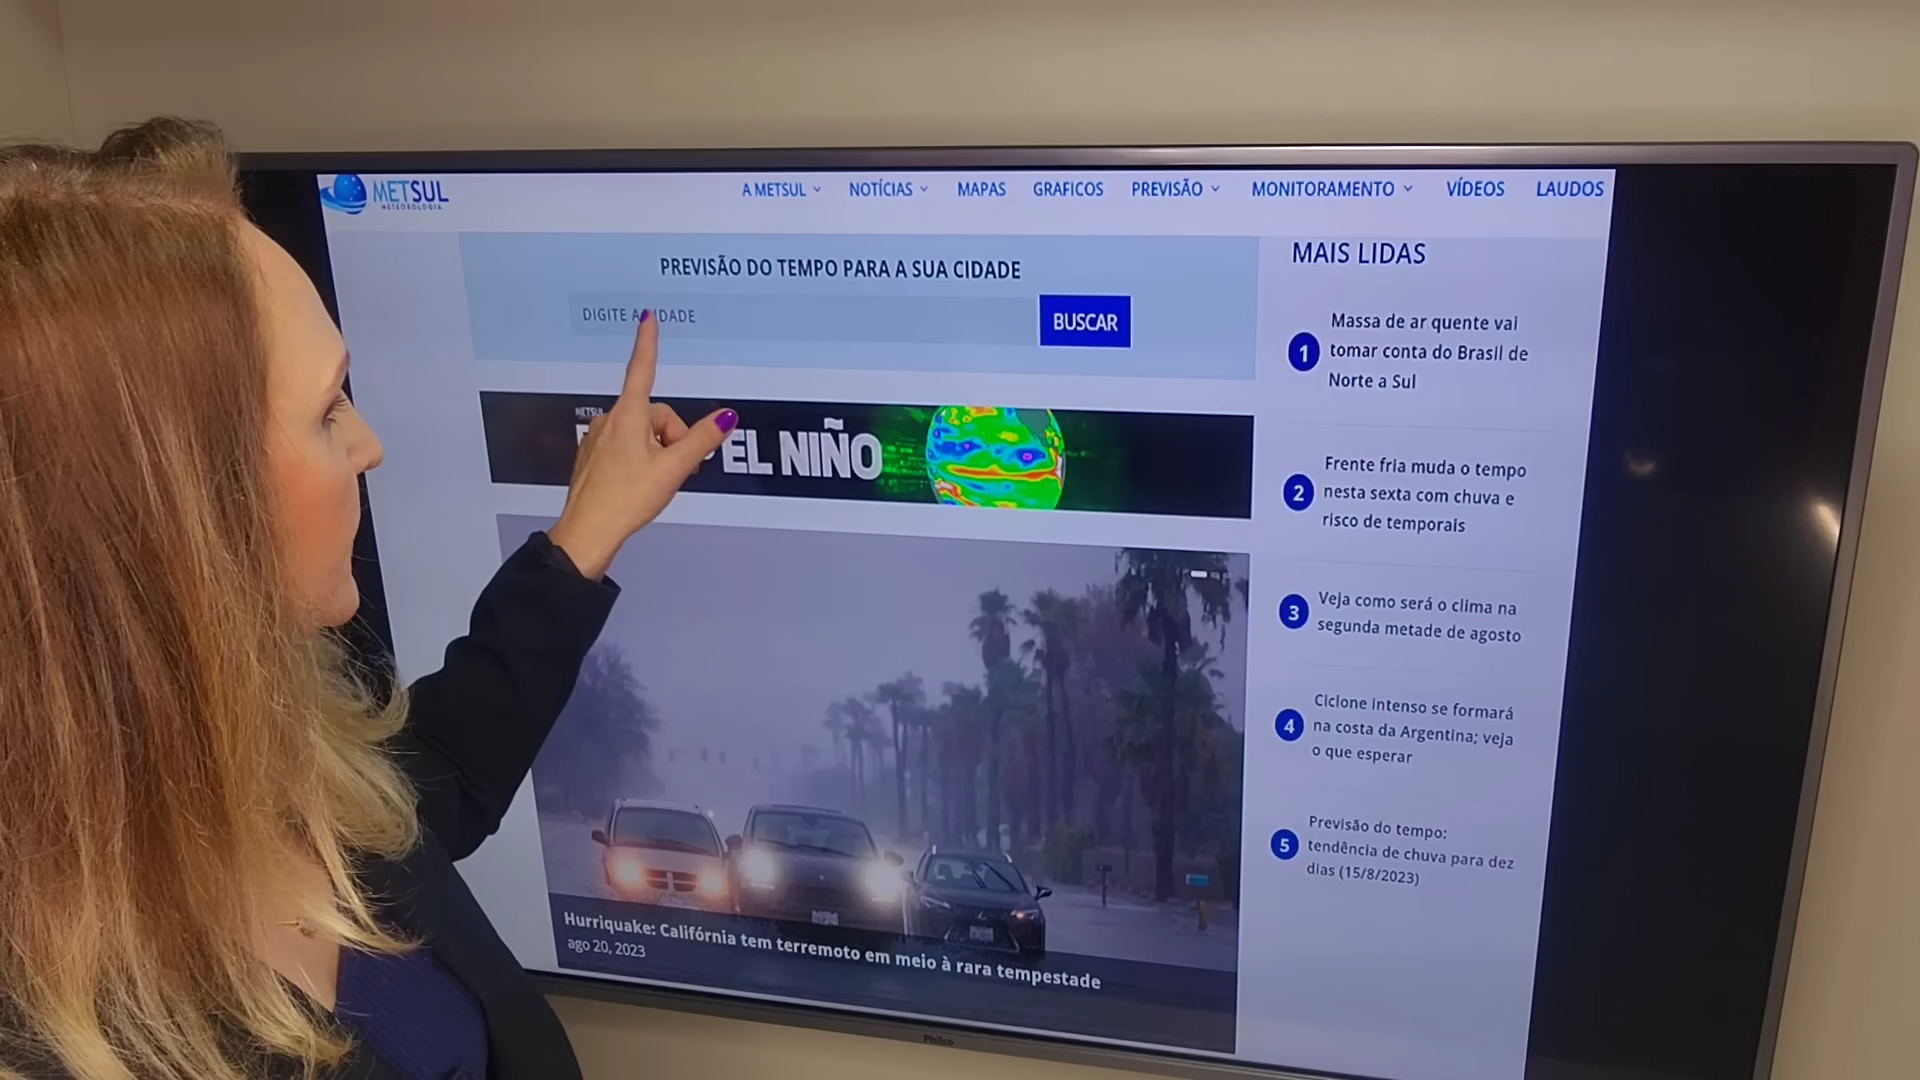 METSUL
METEOROLOGIA
A METSUL
NOTÍCIAS
MAPAS
GRAFICOS
PREVISÃO
MONITORAMENTO
VÍDEOS
LAUDOS
PREVISÃO DO TEMPO PARA A SUA CIDADE
DIGITE A IDADE
BUSCAR
METSUL
EL NIÑO
Hurriquake: Califórnia tem terremoto em meio à rara tempestade
ago 20, 2023
MAIS LIDAS
1
Massa de ar quente vai
tomar conta do Brasil de
Norte a Sul
2
Frente fria muda o tempo
nesta sexta com chuva e
risco de temporais
3
Veja como será o clima na
segunda metade de agosto
4
Ciclone intenso se formará
na costa da Argentina; veja
o que esperar
5
Previsão do tempo:
tendência de chuva para dez
dias (15/8/2023)
Philco